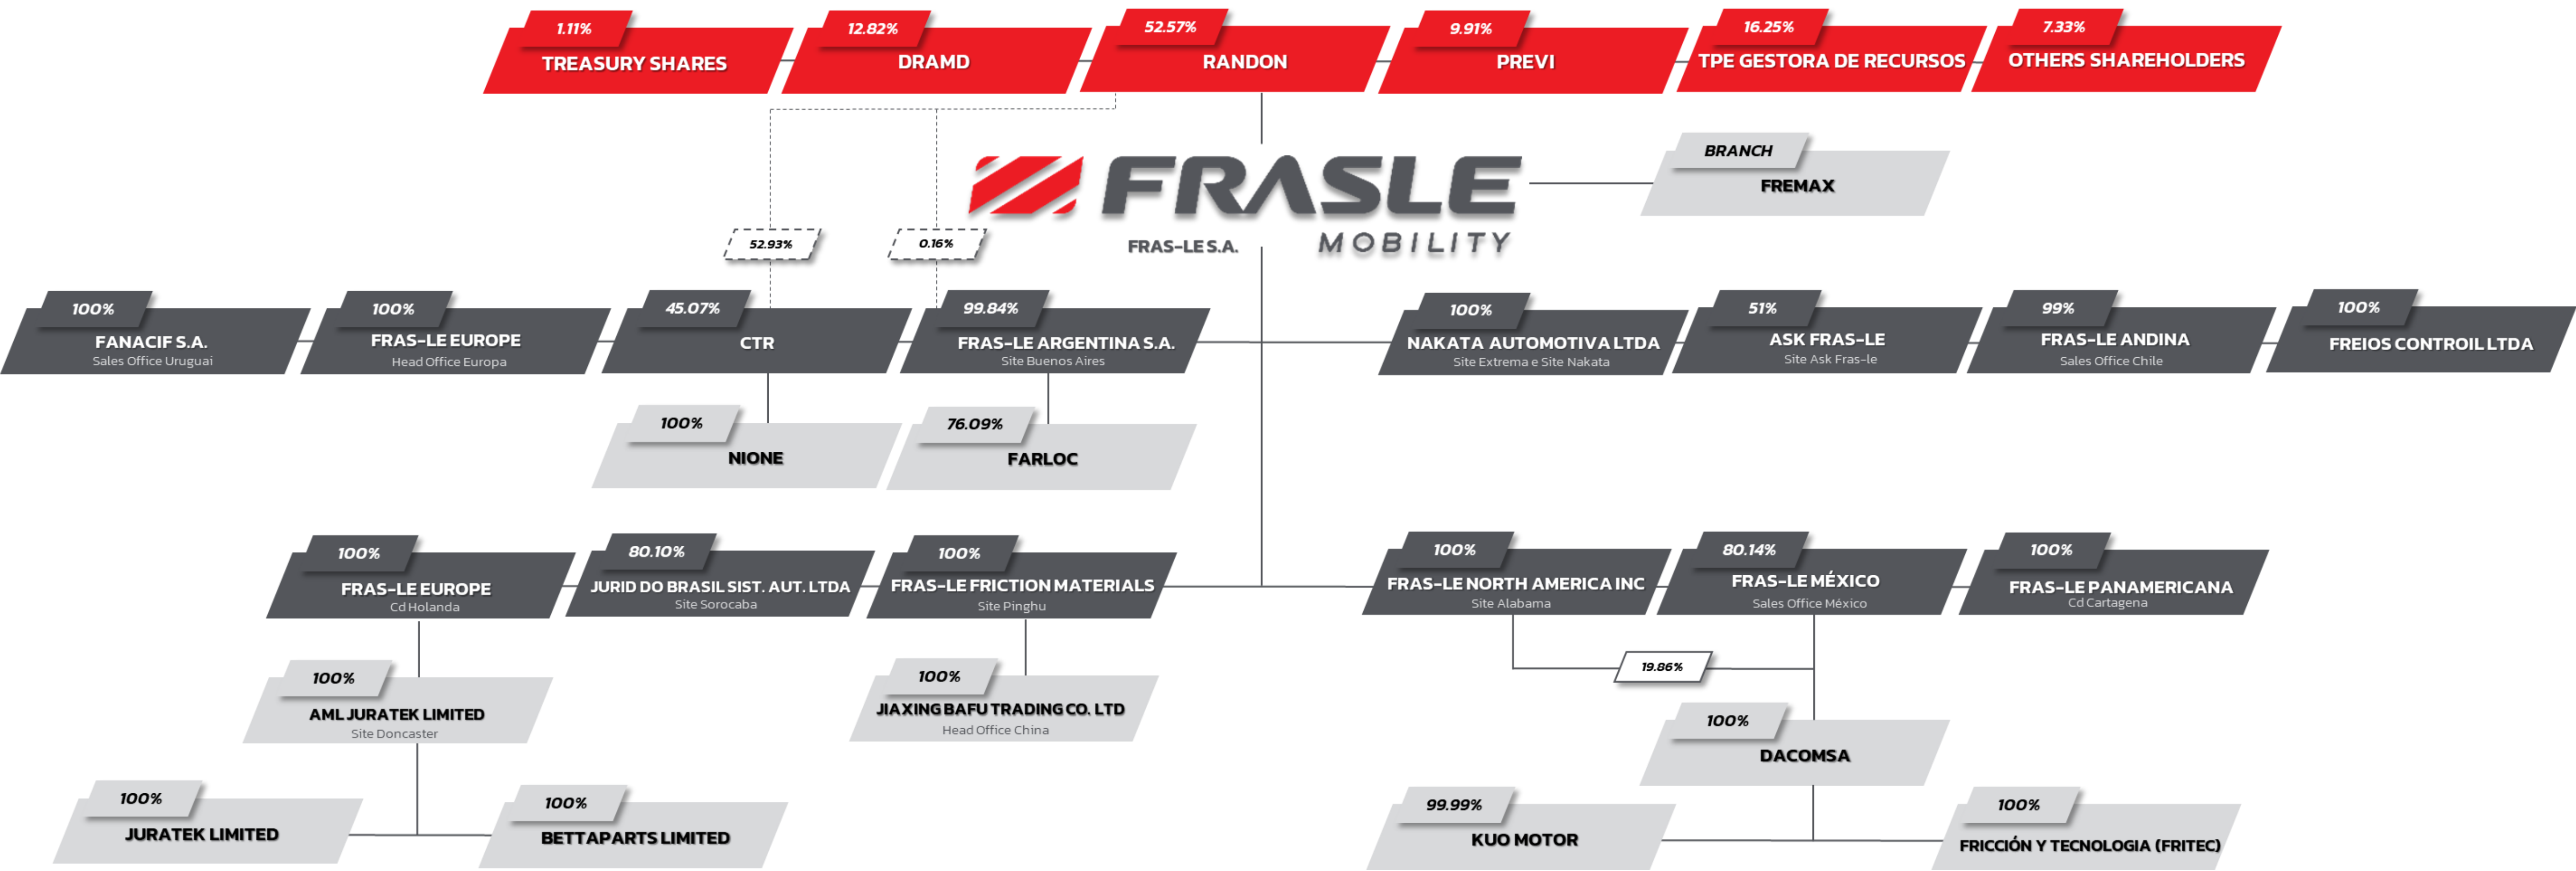 1.11%
TREASURY SHARES
12.82%
DRAMD
52.57%
RANDON
9.91%
PREVI
16.25%
TPE GESTORA DE RECURSOS
7.33%
OTHERS SHAREHOLDERS
BRANCH
FREMAX
FRASLE
MOBILITY
FRAS-LE S.A.
52.93%
0.16%
100%
FANACIF S.A.
Sales Office Uruguai
100%
FRAS-LE EUROPE
Head Office Europa
45.07%
CTR
99.84%
FRAS-LE ARGENTINA S.A.
Site Buenos Aires
100%
NAKATA AUTOMOTIVA LTDA
Site Extrema e Site Nakata
51%
ASK FRAS-LE
Site Ask Fras-le
99%
FRAS-LE ANDINA
Sales Office Chile
100%
FREIOS CONTROIL LTDA
100%
NIONE
76.09%
FARLOC
100%
FRAS-LE EUROPE
Cd Holanda
80.10%
JURID DO BRASIL SIST. AUT. LTDA
Site Sorocaba
100%
FRAS-LE FRICTION MATERIALS
Site Pinghu
100%
FRAS-LE NORTH AMERICA INC
Site Alabama
80.14%
FRAS-LE MÉXICO
Sales Office México
100%
FRAS-LE PANAMERICANA
Cd Cartagena
19.86%
100%
AML JURATEK LIMITED
Site Doncaster
100%
JIAXING BAFU TRADING CO. LTD
Head Office China
100%
DACOMSA
100%
JURATEK LIMITED
100%
BETTAPARTS LIMITED
99.99%
KUO MOTOR
100%
FRICCIÓN Y TECNOLOGIA (FRITEC)